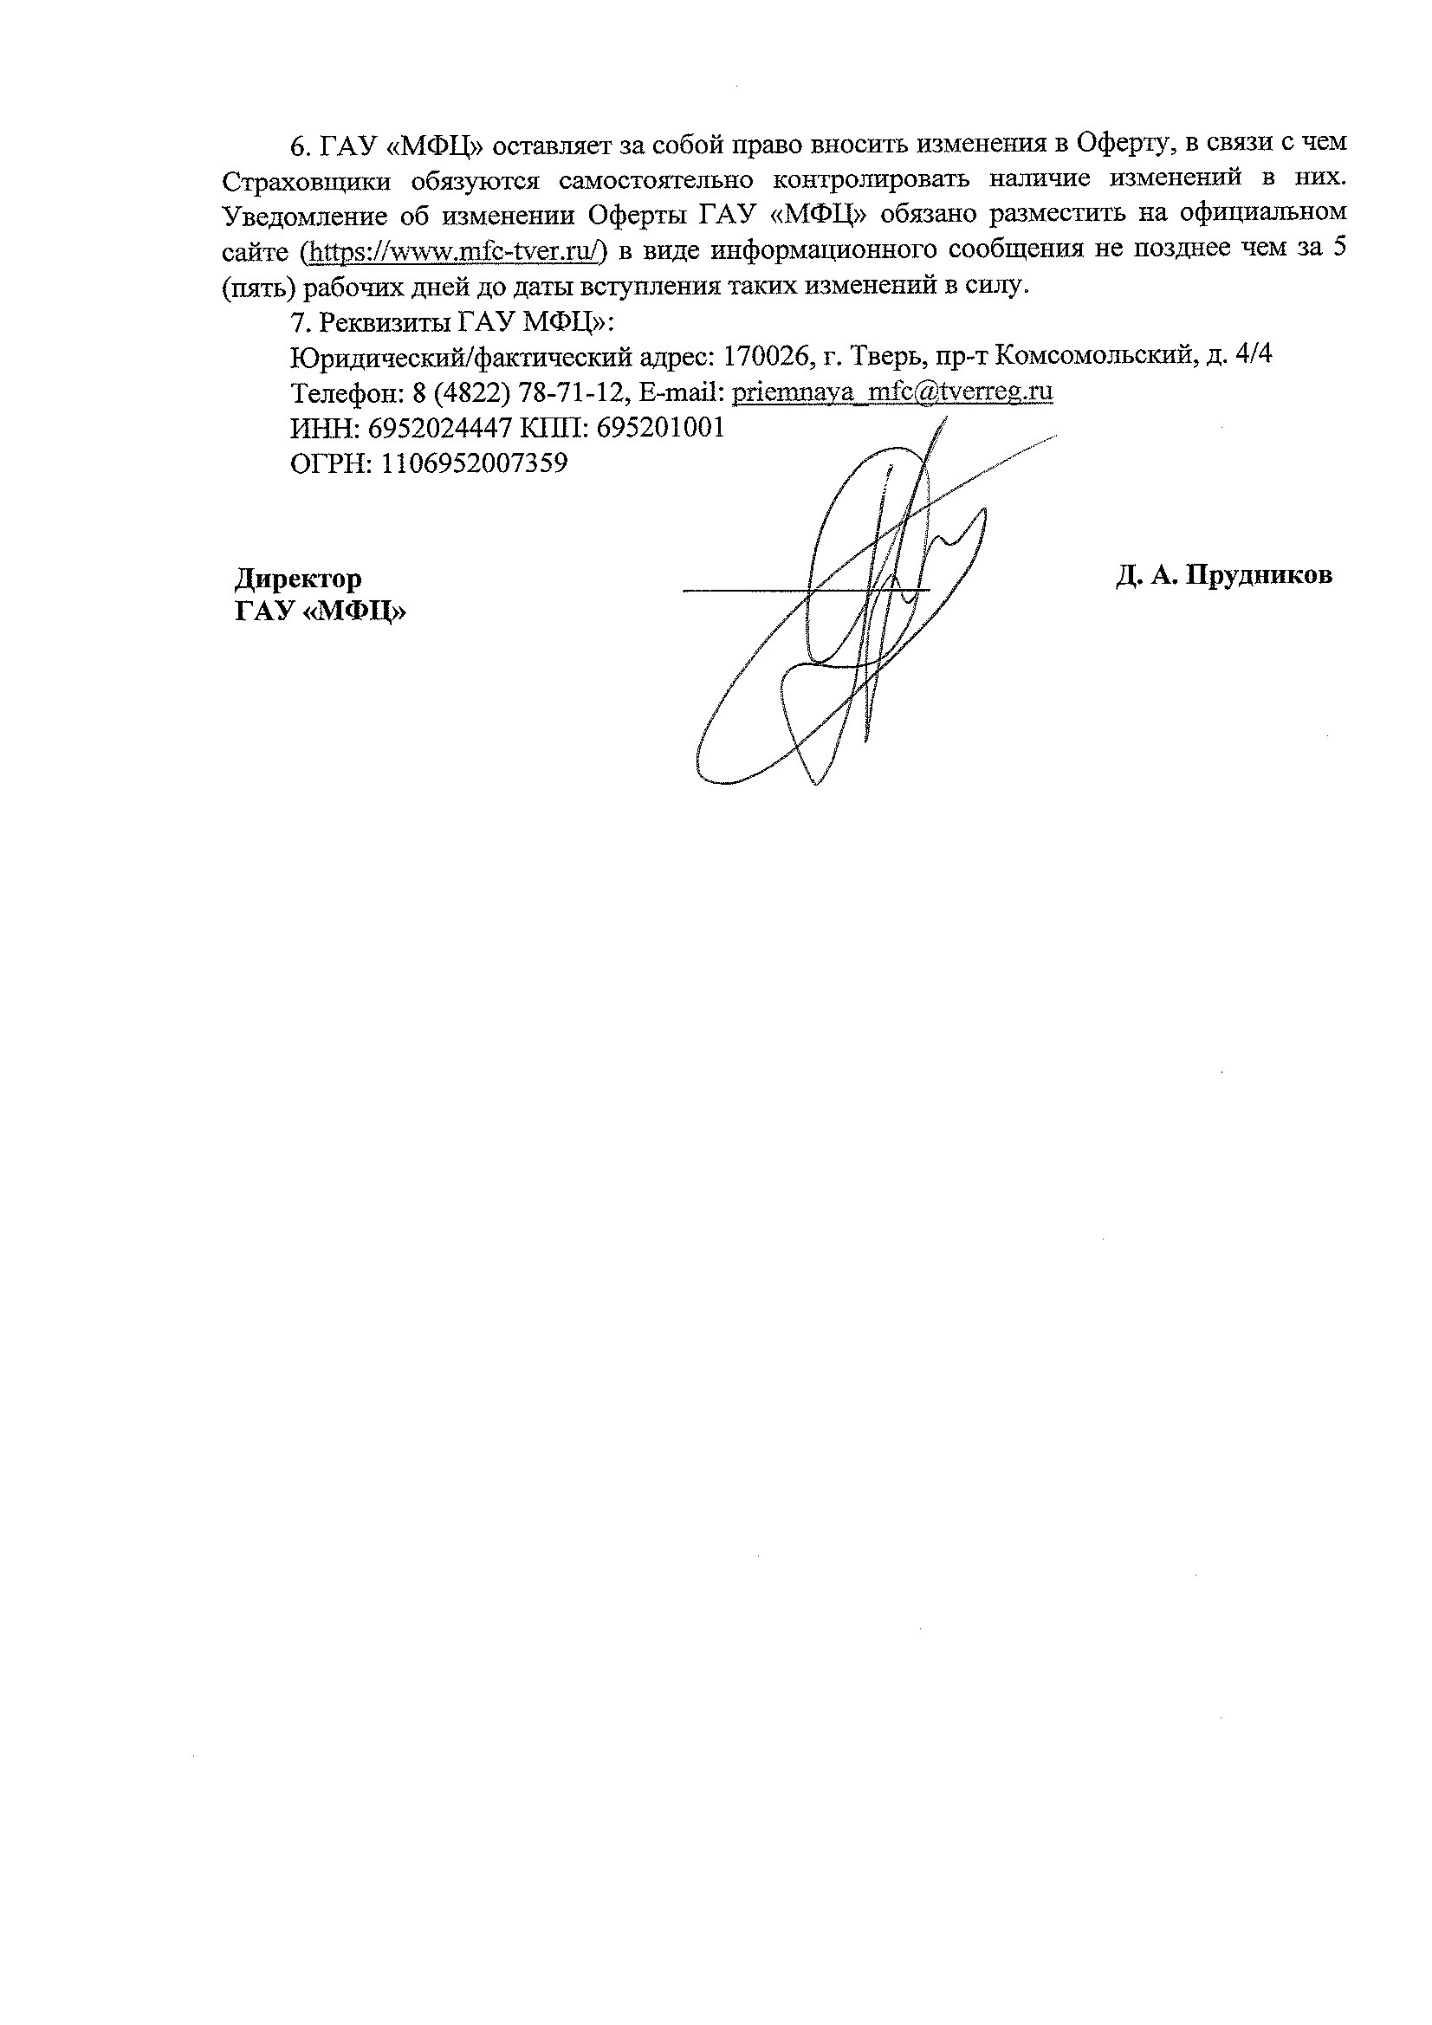 6. ГАУ «МФЦ» оставляет за собой право вносить изменения в Оферту, в связи с чем
Страховщики обязуются самостоятельно контролировать наличие изменений в них.
Уведомление об изменении Оферты ГАУ «МФЦ» обязано разместить на официальном
сайте (https://www.mfc-tver.ru/) в виде информационного сообщения не позднее чем за 5
(пять) рабочих дней до даты вступления таких изменений в силу.
7. Реквизиты ГАУ МФЦ»:
Юридический/фактический адрес: 170026, г. Тверь, пр-т Комсомольский, д. 4/4
Телефон: 8 (4822) 78-71-12, E-mail: priemnaya_mfc@tverreg.ru
ИНН: 6952024447 КПП: 695201001
ОГРН: 1106952007359
Директор
ГАУ «МФЦ»
Д. А. Прудников